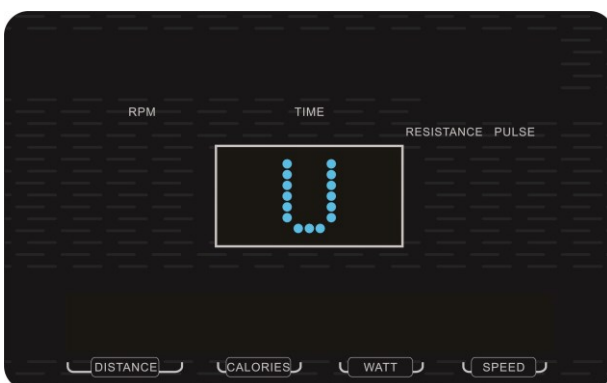 RPM TIME
RESISTANCE PULSE
U
DISTANCE CALORIES WATT SPEED